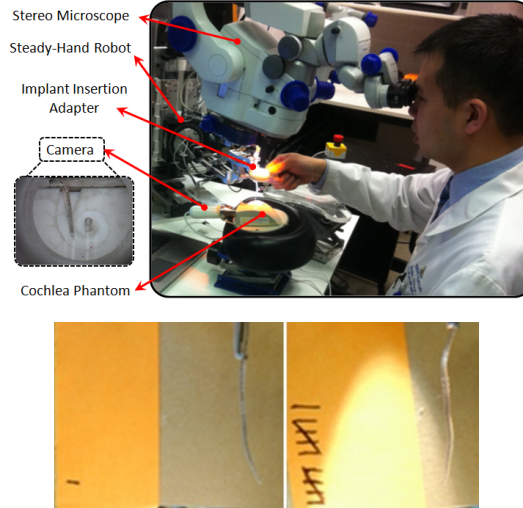 Stereo Microscope
Steady-Hand Robot
Implant Insertion
Adapter
Camera
Cochlea Phantom